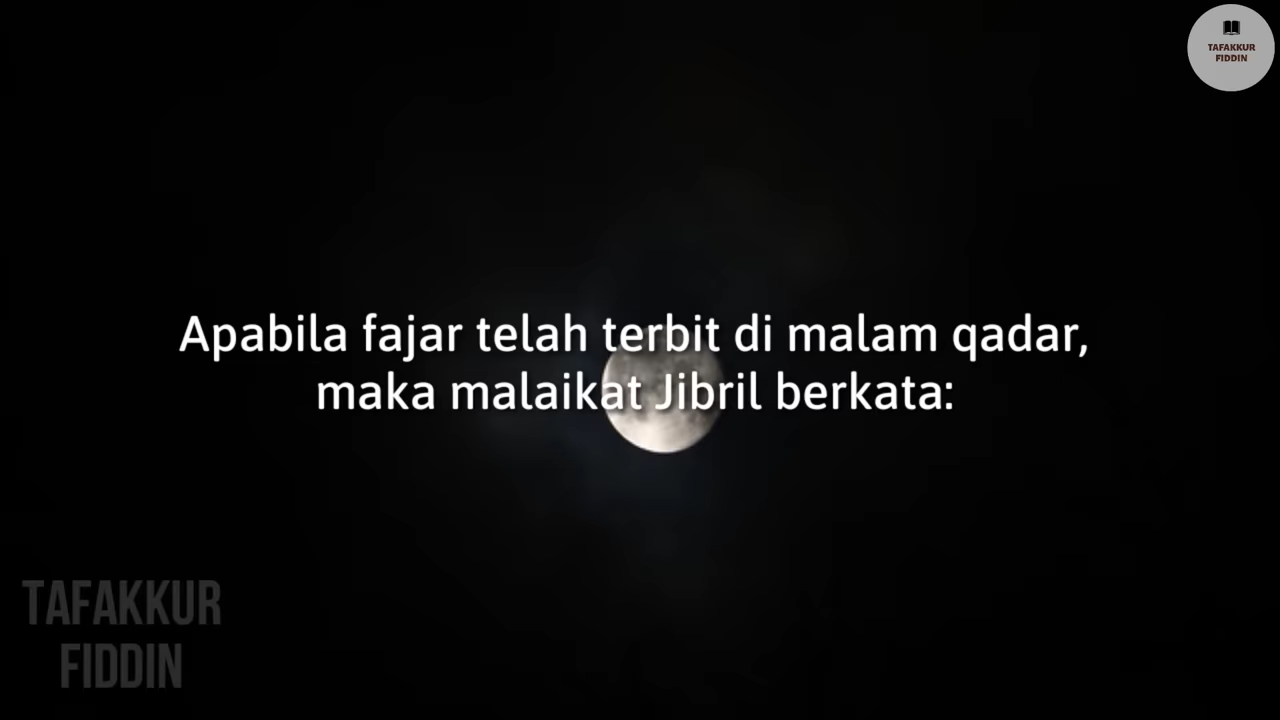 TAFAKKUR
FIDDIN
Apabila fajar telah terbit di malam qadar,
maka malaikat Jibril berkata:
TAFAKKUR
FIDDIN